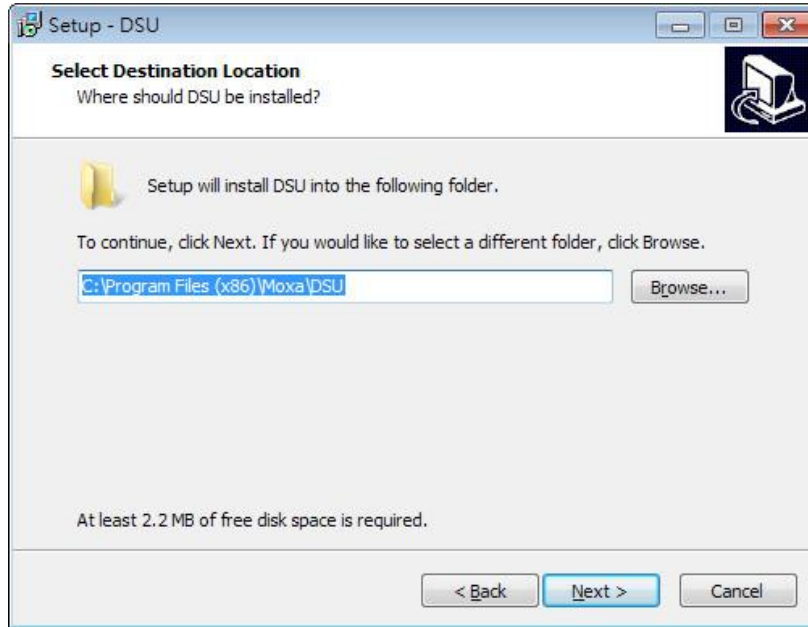 Setup - DSU
Select Destination Location
Where should DSU be installed?
Setup will install DSU into the following folder.
To continue, click Next. If you would like to select a different folder, click Browse.
C:\Program Files (x86)\Moxa\DSU
Browse...
At least 2.2 MB of free disk space is required.
< Back
Next >
Cancel